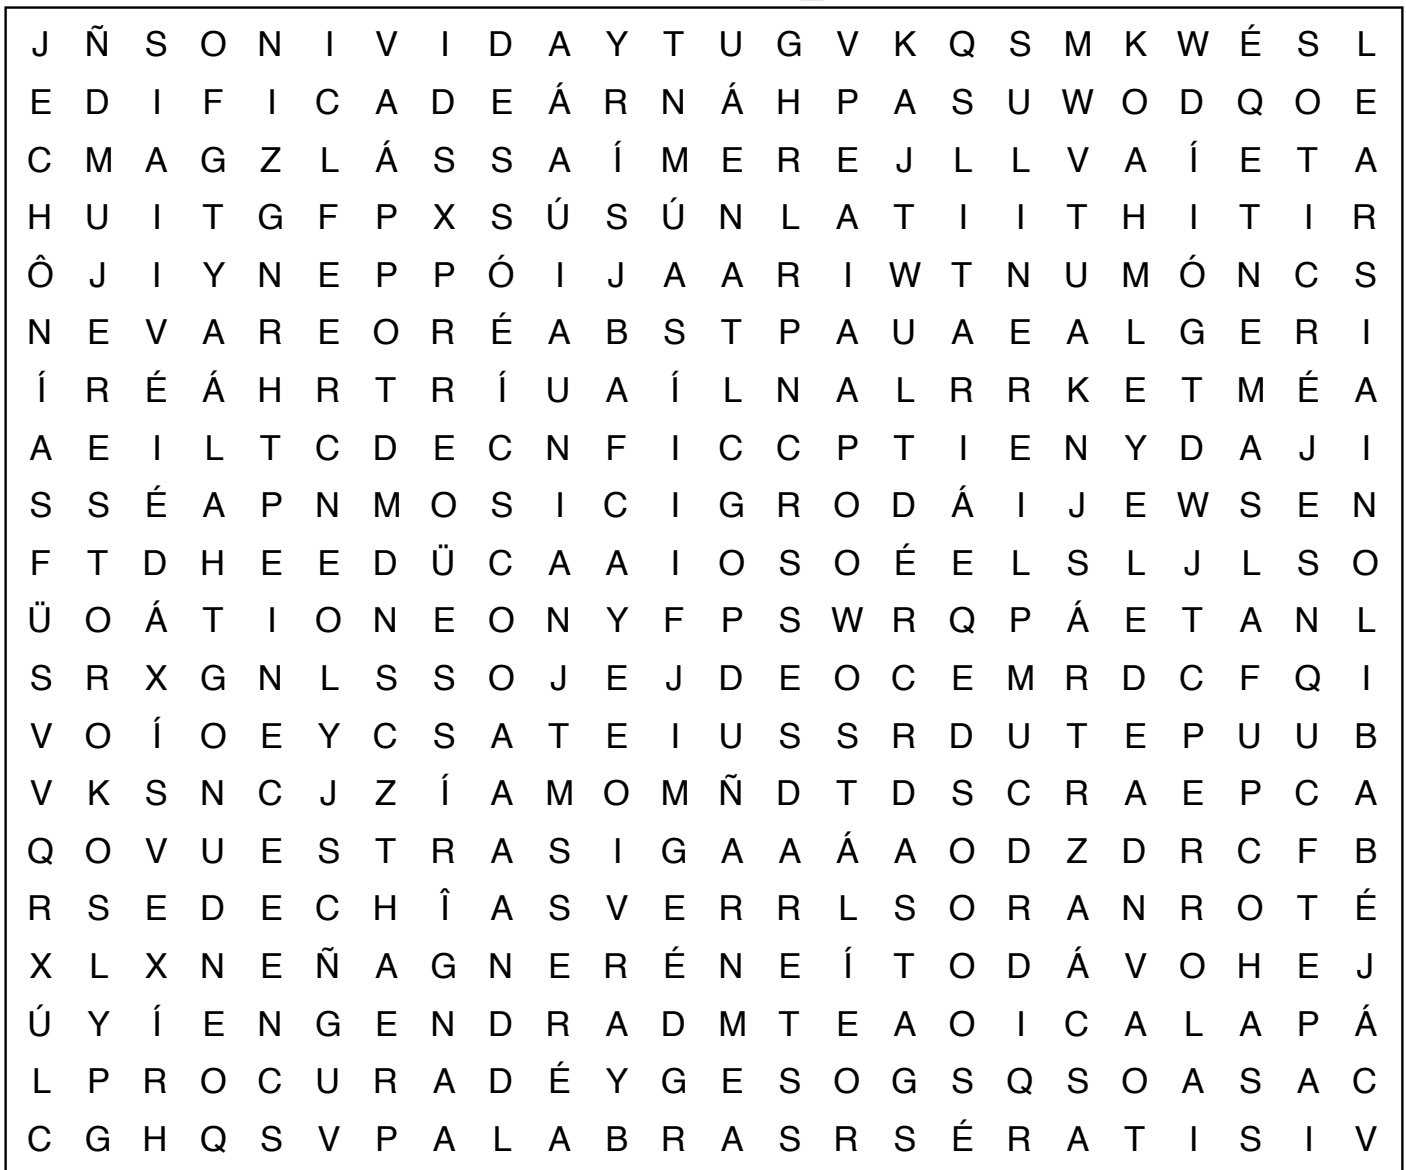 J Ñ S O N I V I D A Y T U G V K Q S M K W É S L
E D I F I C A D E Á R N Á H P A S U W O D Q O E
C M A G Z L Á S S A Í M E R E J L L V A Í E T A
H U I T G F P X S Ú S Ú N L A T I I T H I T I R
Ô J I Y N E P P Ó I J A A R I W T N U M Ó N C S
N E V A R E O R É A B S T P A U A E A L G E R I
Í R É Á H R T R Í U A Í L N A L R R K E T M É A
A E I L T C D E C N F I C C P T I E N Y D A J I
S S É A P N M O S I C I G R O D Á I J E W S E N
F T D H E E D Ü C A A I O S O É E L S L J L S O
Ü O Á T I O N E O N Y F P S W R Q P Á E T A N L
S R X G N L S S O J E J D E O C E M R D C F Q I
V O Í O E Y C S A T E I U S S R D U T E P U U B
V K S N C J Z Í A M O M Ñ D T D S C R A E P C A
Q O V U E S T R A S I G A A Á A O D Z D R C F B
R S E D E C H Î A S V E R R L S O R A N R O T É
X L X N E Ñ A G N E R É N E Í T O D Á V O H E J
Ú Y Í E N G E N D R A D M T E A O I C A L A P Á
L P R O C U R A D É Y G E S O G S Q S O A S A C
C G H Q S V P A L A B R A S R S É R A T I S I V